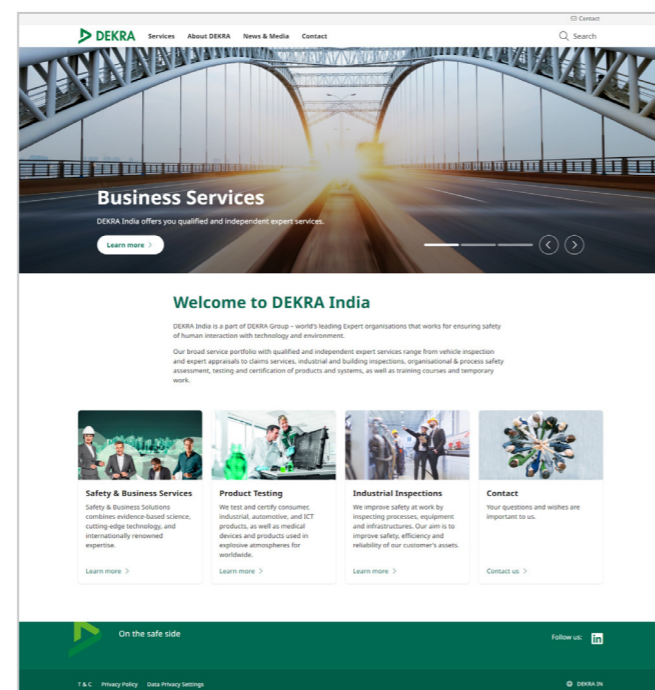 Contact
DEKRA Services About DEKRA News & Media Contact Search
Business Services
DEKRA India offers you qualified and independent expert services.
Learn more
Welcome to DEKRA India
DEKRA India is a part of DEKRA Group – world's leading Expert organisations that works for ensuring safety
of human interaction with technology and environment.
Our broad service portfolio with qualified and independent expert services range from vehicle inspection
and expert appraisals to claims services, industrial and building inspections, organisational & process safety
assessment, testing and certification of products and systems, as well as training courses and temporary
work.
Safety & Business Services
Safety & Business Solutions
combines evidence-based science,
cutting-edge technology, and
internationally renowned
expertise.
Learn more
Product Testing
We test and certify consumer,
industrial, automotive, and ICT
products, as well as medical
devices and products used in
explosive atmospheres for
worldwide.
Learn more
Industrial Inspections
We improve safety at work by
inspecting processes, equipment
and infrastructures. Our aim is to
improve safety, efficiency and
reliability of our customer's assets.
Learn more
Contact
Your questions and wishes are
important to us.
Contact us
On the safe side
Follow us: in
T & C Privacy Policy Data Privacy Settings DEKRA IN